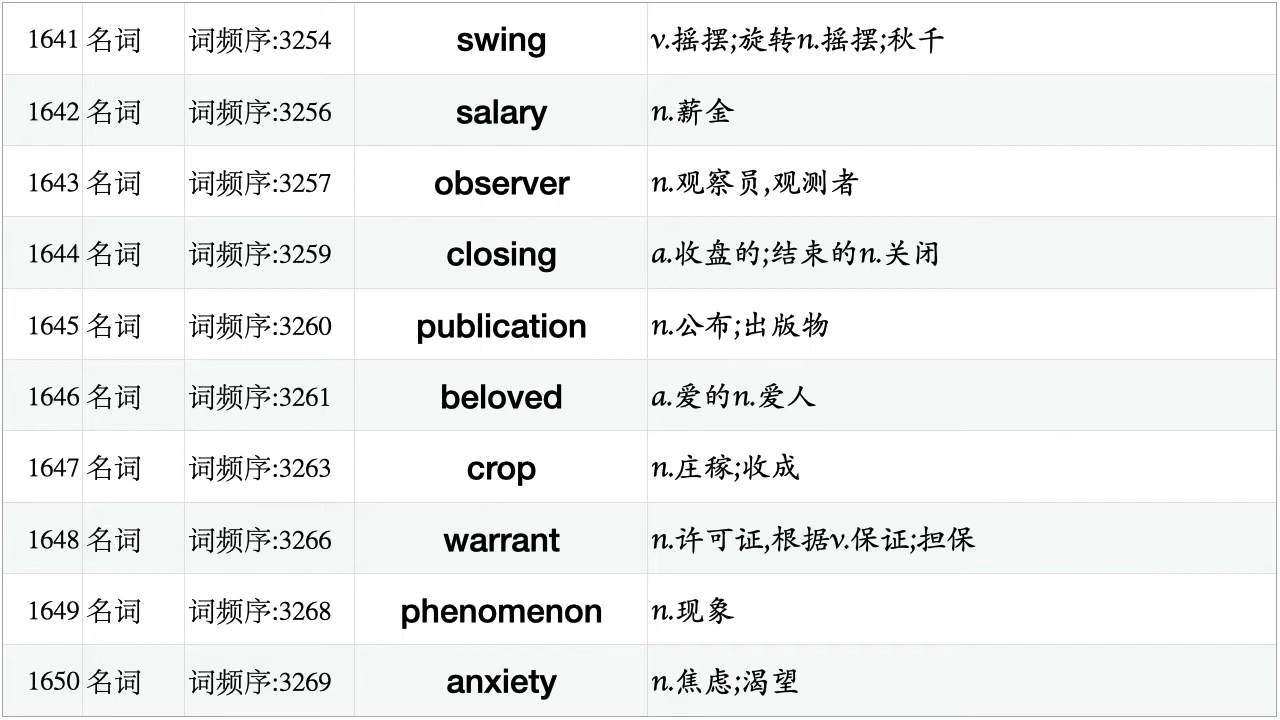 1641 名词 词频序:3254 swing v.摇摆;旋转n.摇摆;秋千
1642 名词 词频序:3256 salary n.薪金
1643 名词 词频序:3257 observer n.观察员,观测者
1644 名词 词频序:3259 closing a.收盘的;结束的n.关闭
1645 名词 词频序:3260 publication n.公布;出版物
1646 名词 词频序:3261 beloved a.爱的n.爱人
1647 名词 词频序:3263 crop n.庄稼;收成
1648 名词 词频序:3266 warrant n.许可证,根据v.保证;担保
1649 名词 词频序:3268 phenomenon n.现象
1650 名词 词频序:3269 anxiety n.焦虑;渴望